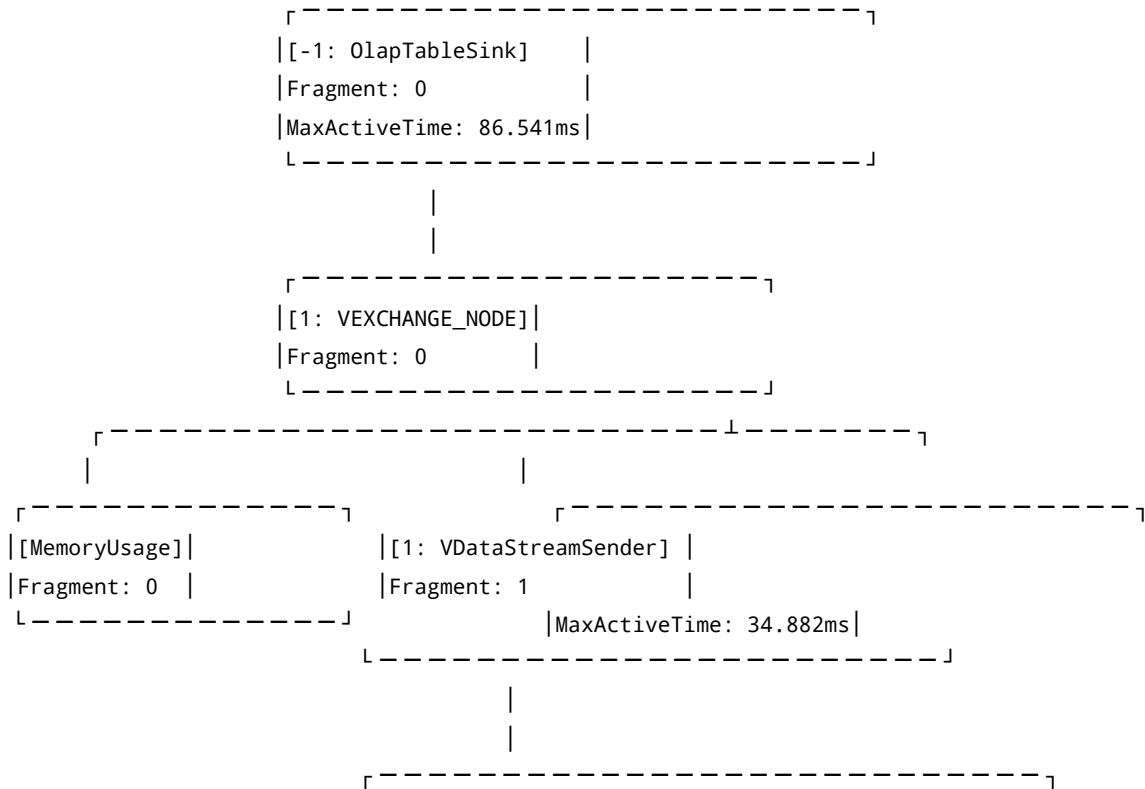 [-1: OlapTableSink]
Fragment: 0
MaxActiveTime: 86.541ms
[1: VEXCHANGE_NODE]
Fragment: 0
[MemoryUsage]
Fragment: 0
[1: VDataStreamSender]
Fragment: 1
MaxActiveTime: 34.882ms